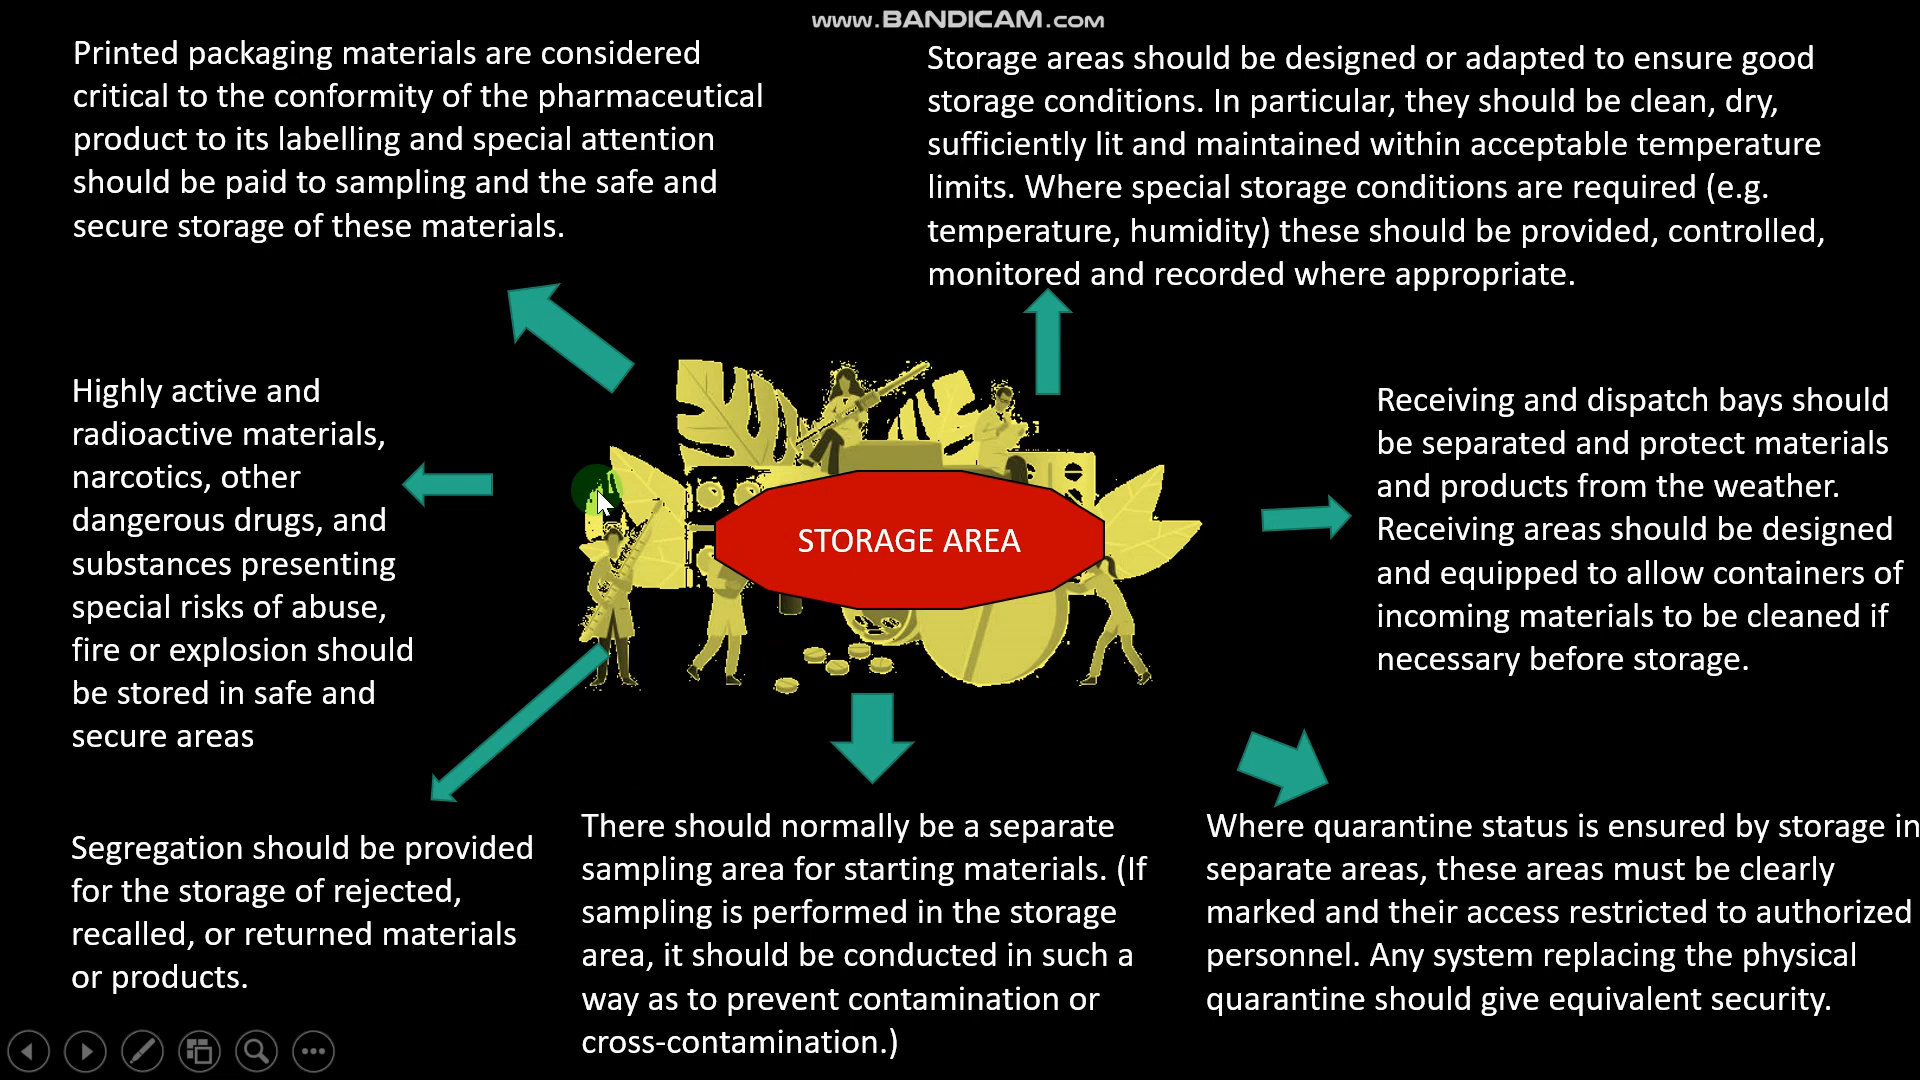 www.BANDICAM.com
Printed packaging materials are considered
critical to the conformity of the pharmaceutical
product to its labelling and special attention
should be paid to sampling and the safe and
secure storage of these materials.
Storage areas should be designed or adapted to ensure good
storage conditions. In particular, they should be clean, dry,
sufficiently lit and maintained within acceptable temperature
limits. Where special storage conditions are required (e.g.
temperature, humidity) these should be provided, controlled,
monitored and recorded where appropriate.
Highly active and
radioactive materials,
narcotics, other
dangerous drugs, and
substances presenting
special risks of abuse,
fire or explosion should
be stored in safe and
secure areas
STORAGE AREA
Receiving and dispatch bays should
be separated and protect materials
and products from the weather.
Receiving areas should be designed
and equipped to allow containers of
incoming materials to be cleaned if
necessary before storage.
Segregation should be provided
for the storage of rejected,
recalled, or returned materials
or products.
There should normally be a separate
sampling area for starting materials. (If
sampling is performed in the storage
area, it should be conducted in such a
way as to prevent contamination or
cross-contamination.)
Where quarantine status is ensured by storage in
separate areas, these areas must be clearly
marked and their access restricted to authorized
personnel. Any system replacing the physical
quarantine should give equivalent security.